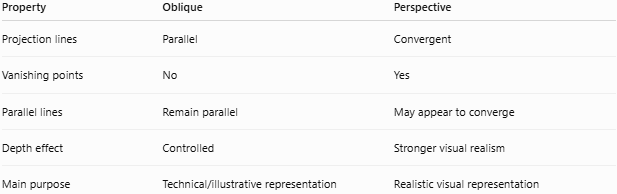 Property Oblique Perspective
Projection lines Parallel Convergent
Vanishing points No Yes
Parallel lines Remain parallel May appear to converge
Depth effect Controlled Stronger visual realism
Main purpose Technical/illustrative representation Realistic visual representation